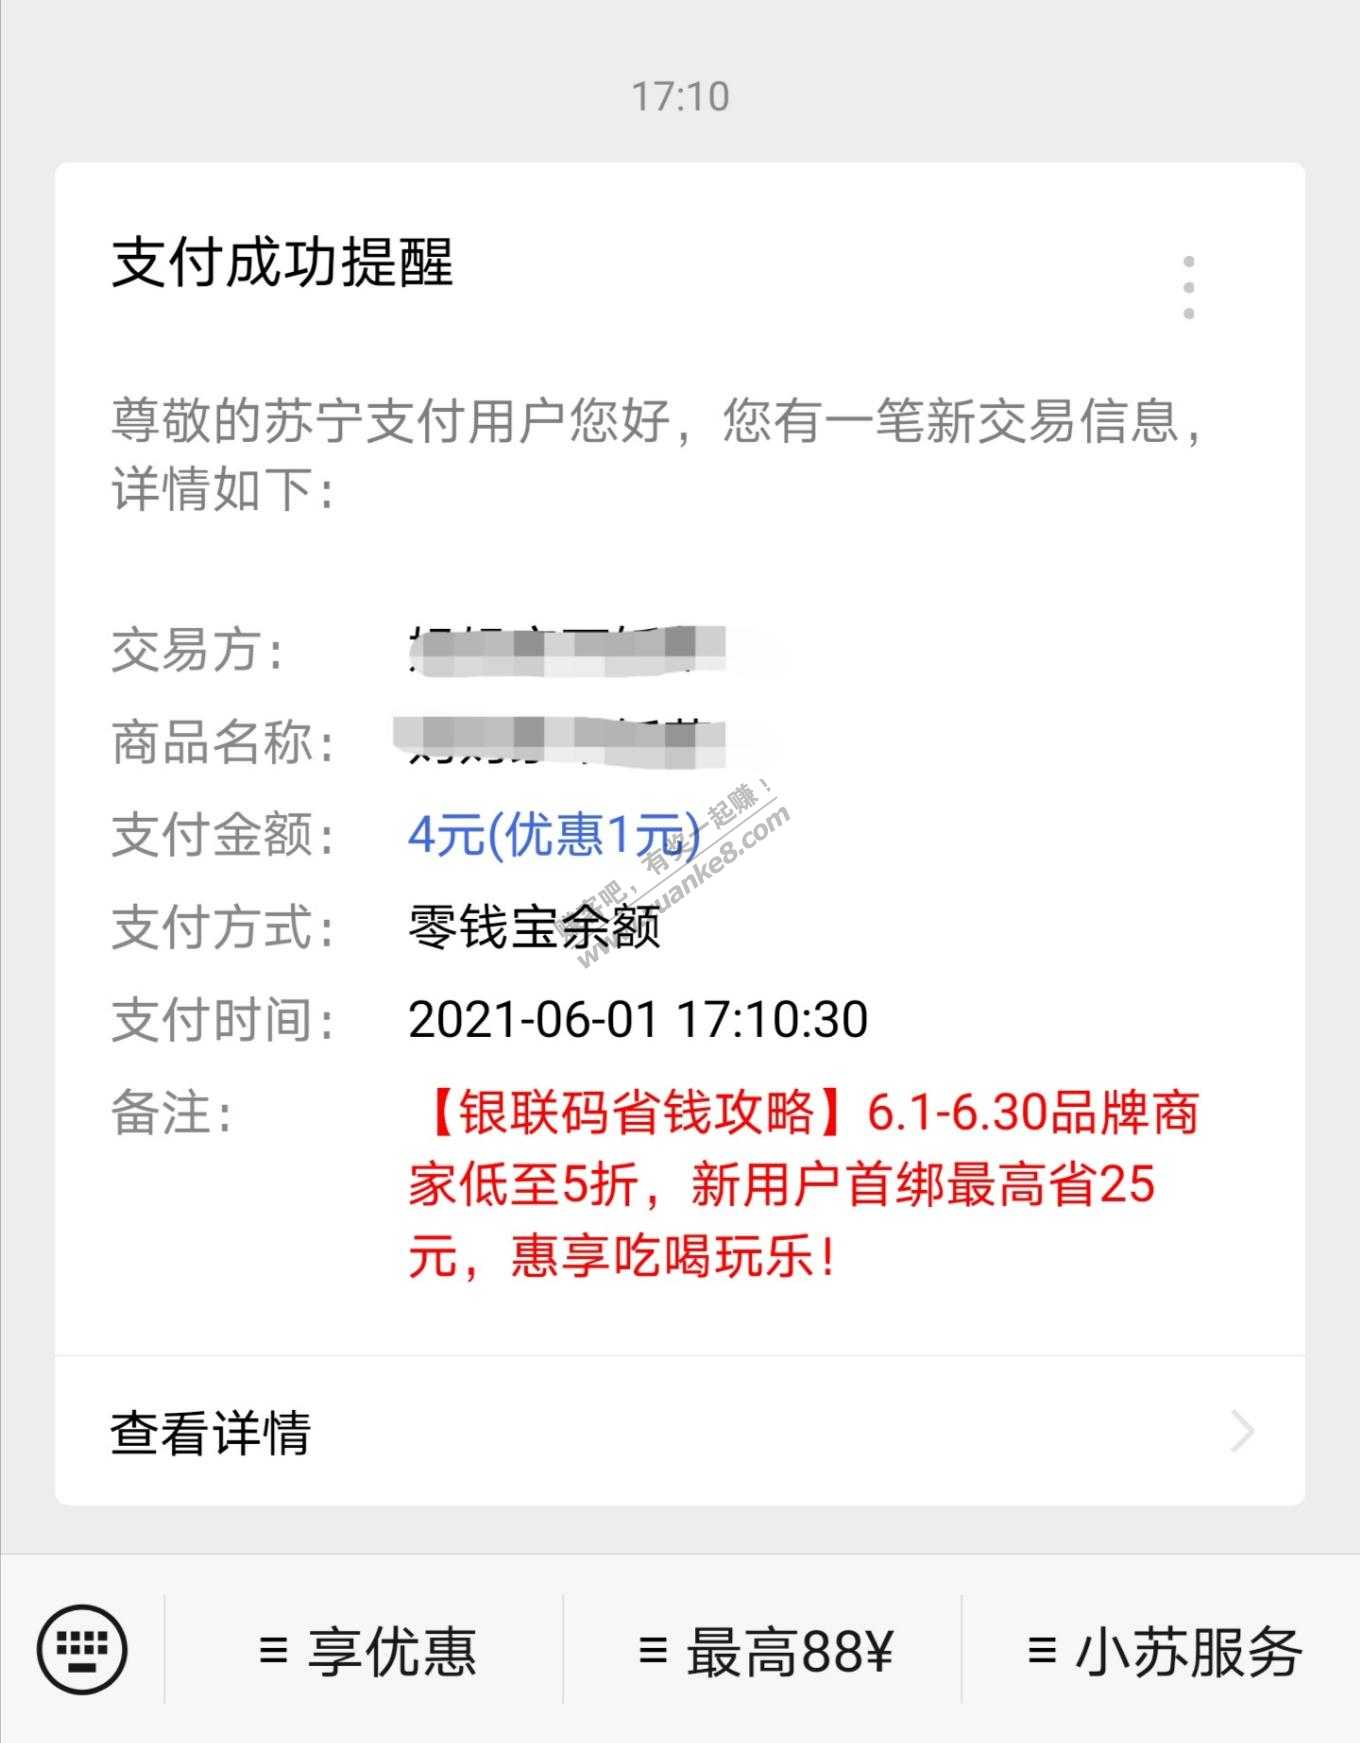 17:10
支付成功提醒
尊敬的苏宁支付用户您好，您有一笔新交易信息，
详情如下：
交易方：
商品名称：
支付金额： 4元(优惠1元)
支付方式： 零钱宝余额
支付时间： 2021-06-01 17:10:30
备注： 【银联码省钱攻略】6.1-6.30品牌商
家低至5折，新用户首绑最高省25
元，惠享吃喝玩乐！
查看详情
享优惠
最高88¥
小苏服务
有奖一起赚！